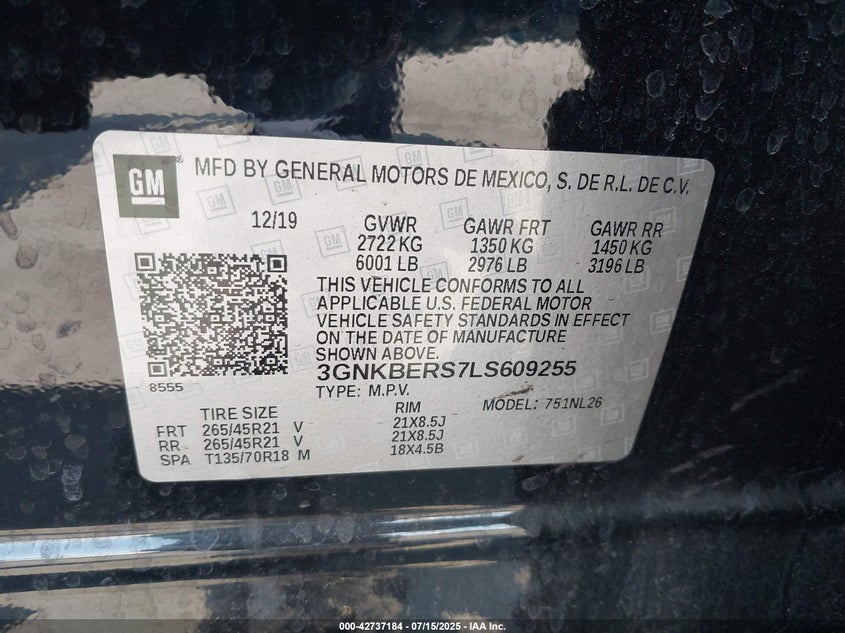 GM
MFD BY GENERAL MOTORS DE MEXICO, S. DE R.L. DE C.V.
12/19
GVWR GAWR FRT GAWR RR
2722 KG 1350 KG 1450 KG
6001 LB 2976 LB 3196 LB
THIS VEHICLE CONFORMS TO ALL
APPLICABLE U.S. FEDERAL MOTOR
VEHICLE SAFETY STANDARDS IN EFFECT
ON THE DATE OF MANUFACTURE
SHOWN ABOVE.
8555
3GNKBERS7LS609255
TYPE: M.P.V. MODEL: 751NL26
TIRE SIZE RIM
FRT 265/45R21 V 21X8.5J
RR 265/45R21 V 21X8.5J
SPA T135/70R18 M 18X4.5B
000-42737184 - 07/15/2025 - IAA Inc.